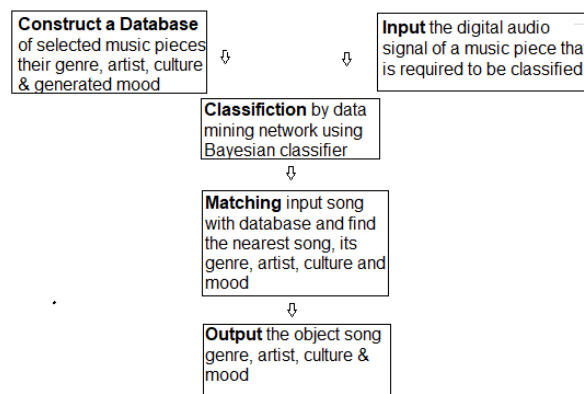 Construct a Database
of selected music pieces
their genre, artist, culture
& generated mood
Input the digital audio
signal of a music piece tha
is required to be classified
Classifiction by data
mining network using
Bayesian classifier
Matching input song
with database and find
the nearest song, its
genre, artist, culture and
mood
Output the object song
genre, artist, culture &
mood